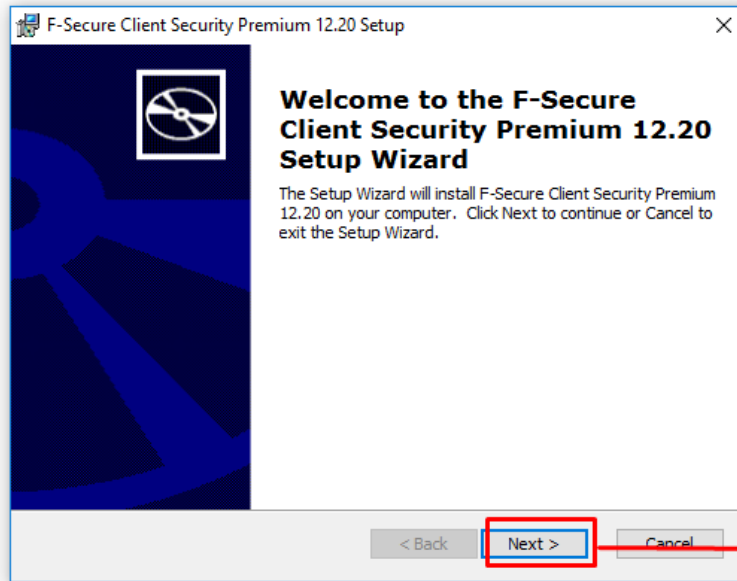 F-Secure Client Security Premium 12.20 Setup
Welcome to the F-Secure
Client Security Premium 12.20
Setup Wizard
The Setup Wizard will install F-Secure Client Security Premium
12.20 on your computer. Click Next to continue or Cancel to
exit the Setup Wizard.
< Back Next > Cancel